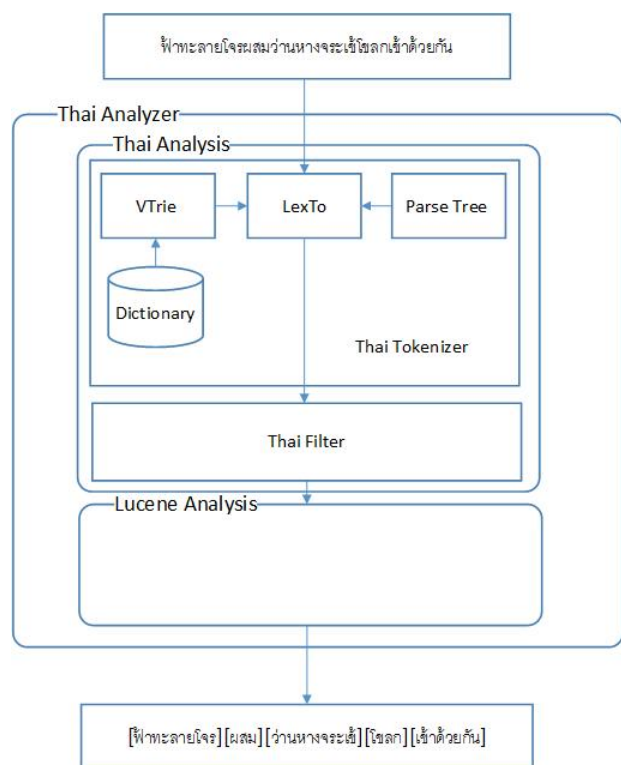 ฟ้าทะลายโจรผสมว่านหางจระเข้โขลกเข้าด้วยกัน
Thai Analyzer
Thai Analysis
VTrie
LexTo
Parse Tree
Dictionary
Thai Tokenizer
Thai Filter
Lucene Analysis
[ฟ้าทะลายโจร][ผสม][ว่านหางจระเข้][โขลก][เข้าด้วยกัน]